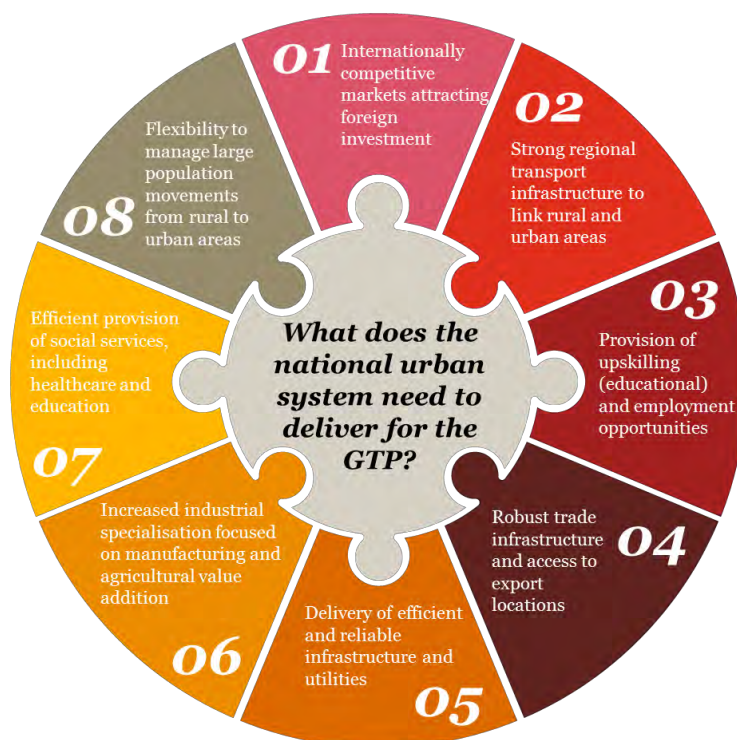 01
Internationally
competitive
markets attracting
foreign
investment
02
Strong regional
transport
infrastructure to
link rural and
urban areas
03
Provision of
upskilling
(educational)
and employment
opportunities
04
Robust trade
infrastructure
and access to
export
locations
05
Delivery of efficient
and reliable
infrastructure and
utilities
06
Increased industrial
specialisation focused
on manufacturing and
agricultural value
addition
07
Efficient provision
of social services,
including
healthcare and
education
08
Flexibility to
manage large
population
movements
from rural to
urban areas
What does the
national urban
system need to
deliver for the
GTP?